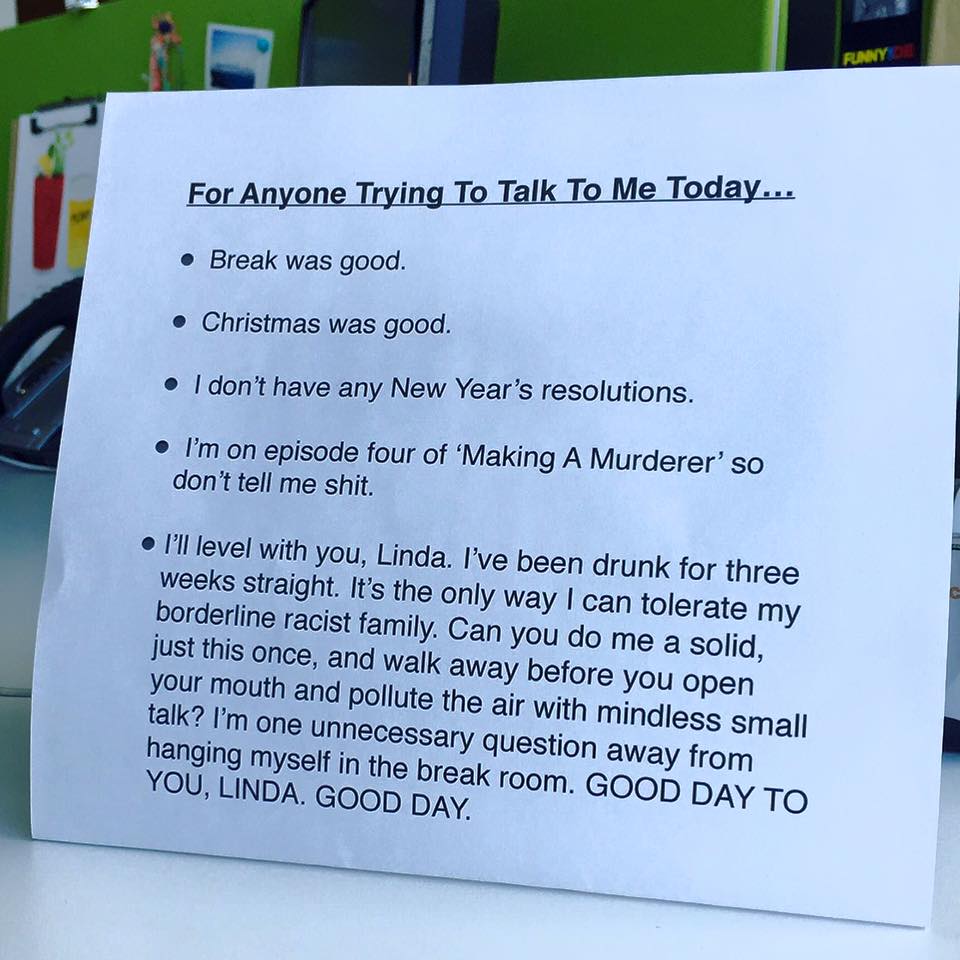 FUNNY OR DIE
For Anyone Trying To Talk To Me Today...
• Break was good.
• Christmas was good.
• I don't have any New Year's resolutions.
• I'm on episode four of 'Making A Murderer' so
don't tell me shit.
• I'll level with you, Linda. I've been drunk for three
weeks straight. It's the only way I can tolerate my
borderline racist family. Can you do me a solid,
just this once, and walk away before you open
your mouth and pollute the air with mindless small
talk? I'm one unnecessary question away from
hanging myself in the break room. GOOD DAY TO
YOU, LINDA. GOOD DAY.